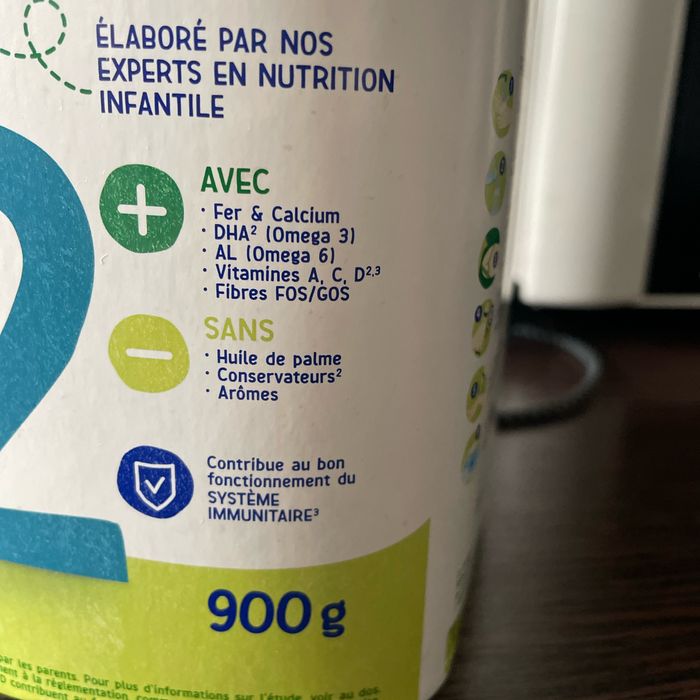 ÉLABORÉ PAR NOS
EXPERTS EN NUTRITION
INFANTILE
2
AVEC
· Fer & Calcium
· DHA² (Omega 3)
· AL (Omega 6)
· Vitamines A, C, D²,³
· Fibres FOS/GOS
SANS
· Huile de palme
· Conservateurs²
· Arômes
Contribue au bon
fonctionnement du
SYSTÈME
IMMUNITAIRE³
900 g
par les parents. Pour plus d'informations sur l'étude, voir au dos.
à la réglementation
D contribuent au